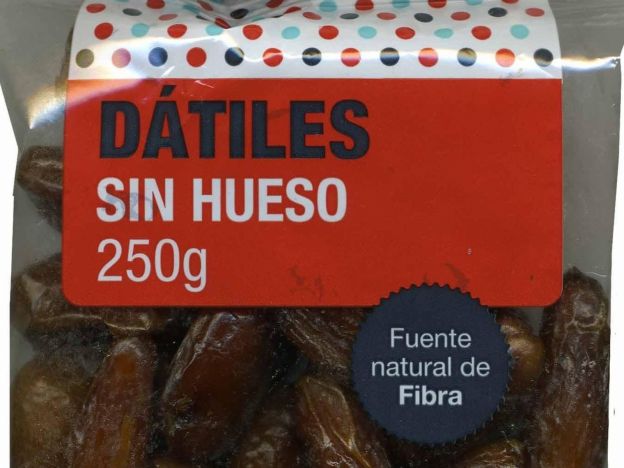 DÁTILES
SIN HUESO
250g
Fuente
natural de
Fibra